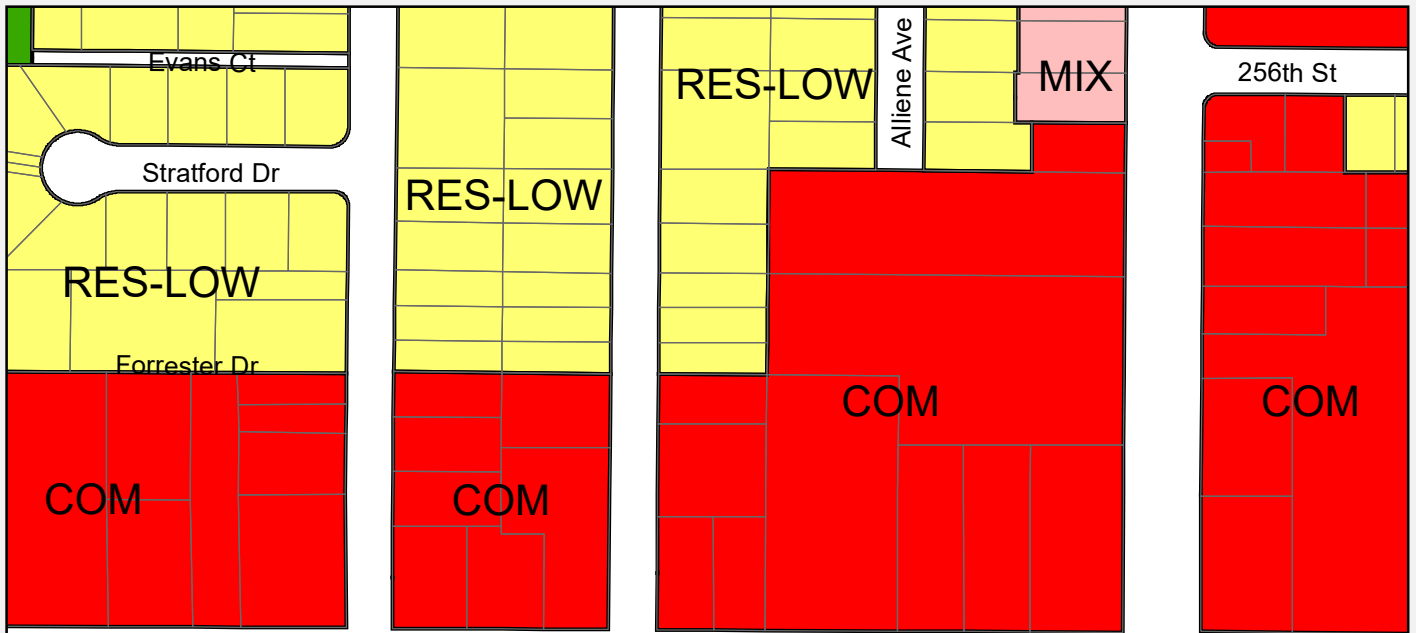 Evans Ct
Alliene Ave
RES-LOW
MIX
256th St
Stratford Dr
RES-LOW
RES-LOW
Forrester Dr
COM
COM
COM
COM